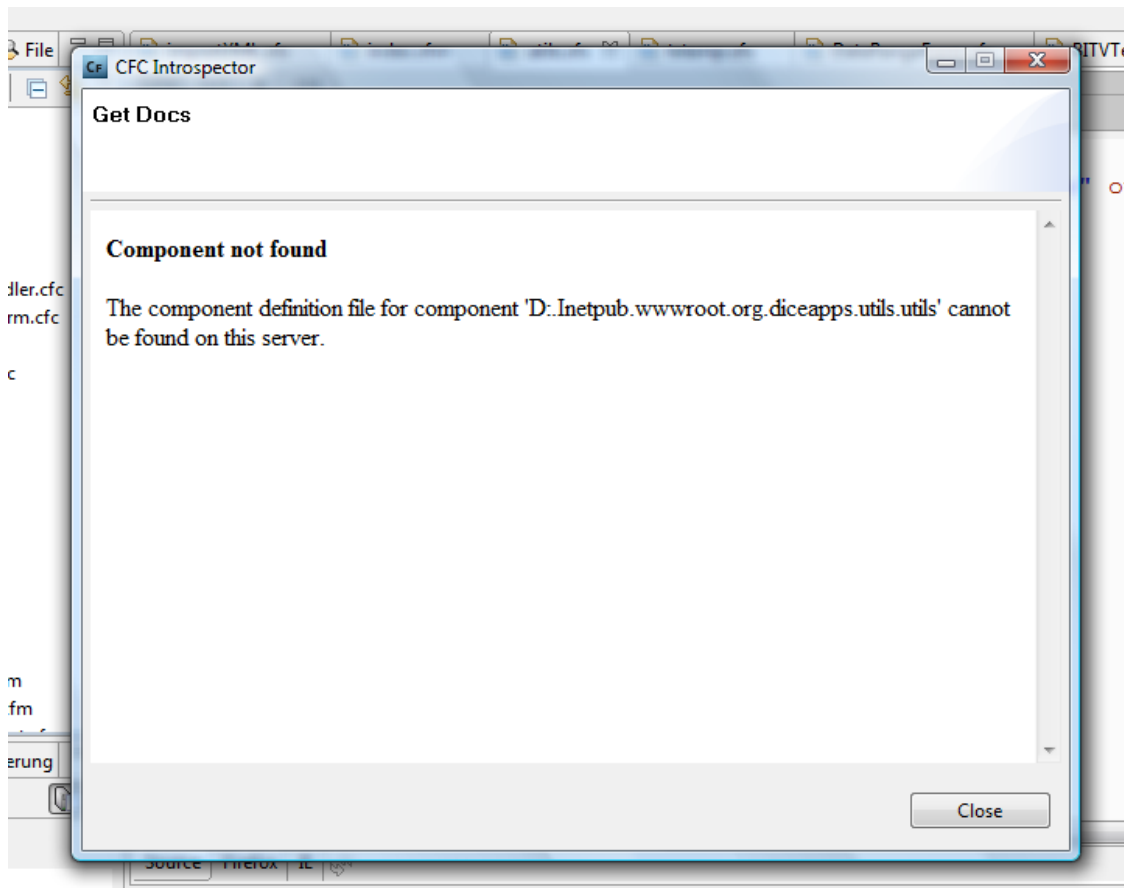 File
CFC Introspector
Get Docs
Component not found
The component definition file for component 'D:.Inetpub.wwwroot.org.diceapps.utils.utils' cannot
be found on this server.
dler.cfc
rm.cfc
c
m
fm
erung
Close
Source Firefox IE